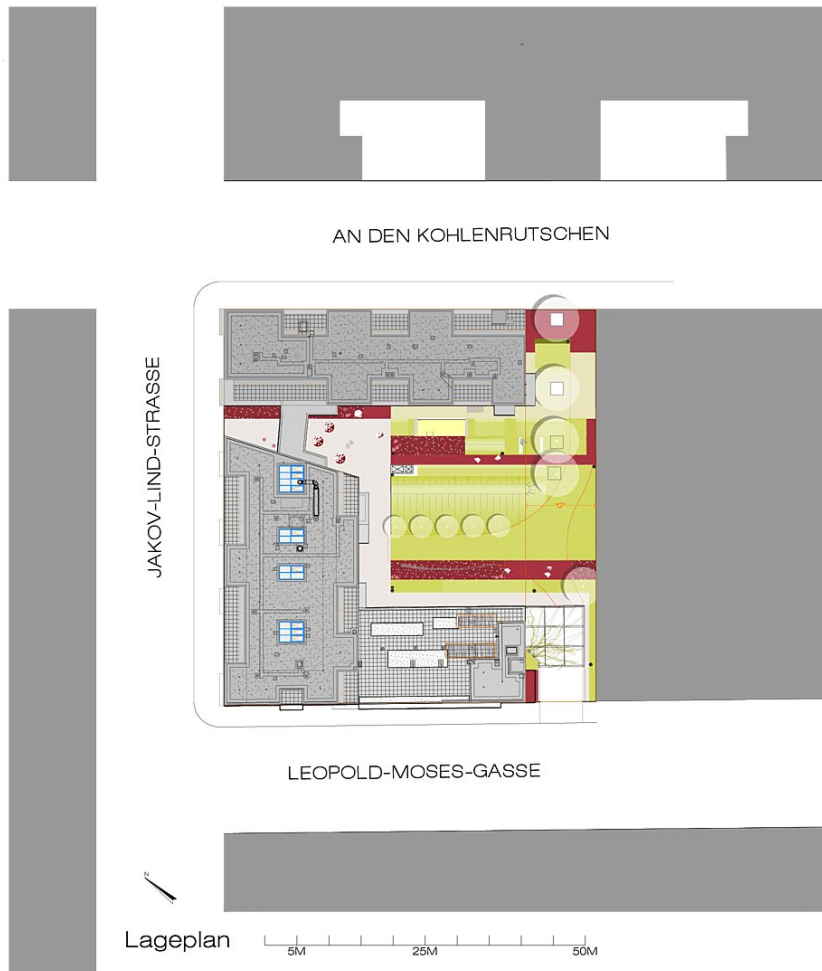 AN DEN KOHLENRUTSCHEN
JAKOV-LIND-STRASSE
LEOPOLD-MOSES-GASSE
N
Lageplan
5M 25M 50M